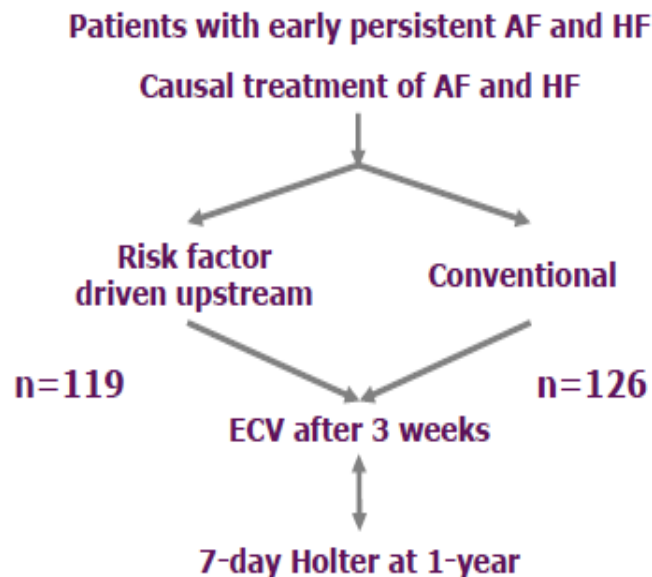 Patients with early persistent AF and HF
Causal treatment of AF and HF
Risk factor
driven upstream
Conventional
n=119
n=126
ECV after 3 weeks
7-day Holter at 1-year